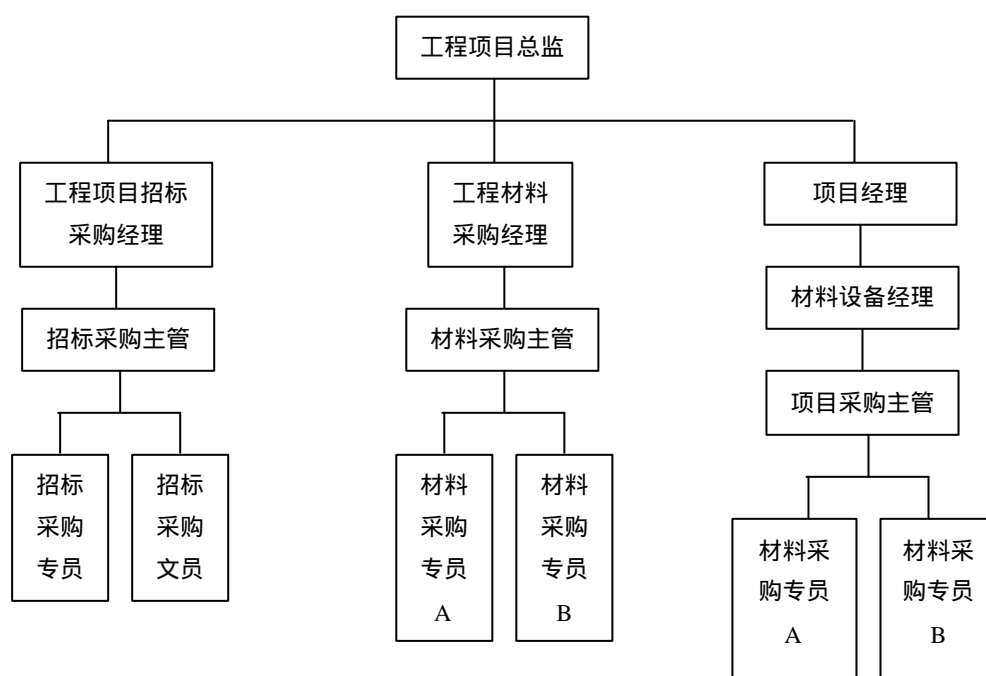 工程项目总监
工程项目招标
采购经理
工程材料
采购经理
项目经理
材料设备经理
招标采购主管
材料采购主管
项目采购主管
招标
采购
专员
招标
采购
文员
材料
采购
专员
A
材料
采购
专员
B
材料采
购专员
A
材料采
购专员
B